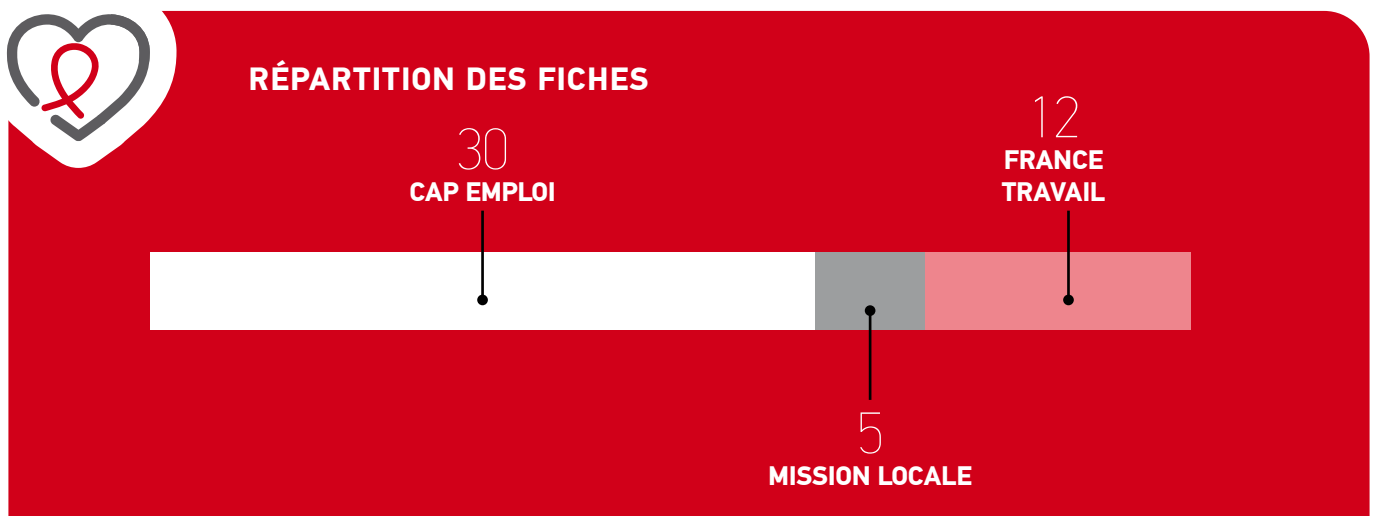 RÉPARTITION DES FICHES
30
CAP EMPLOI
12
FRANCE
TRAVAIL
5
MISSION LOCALE